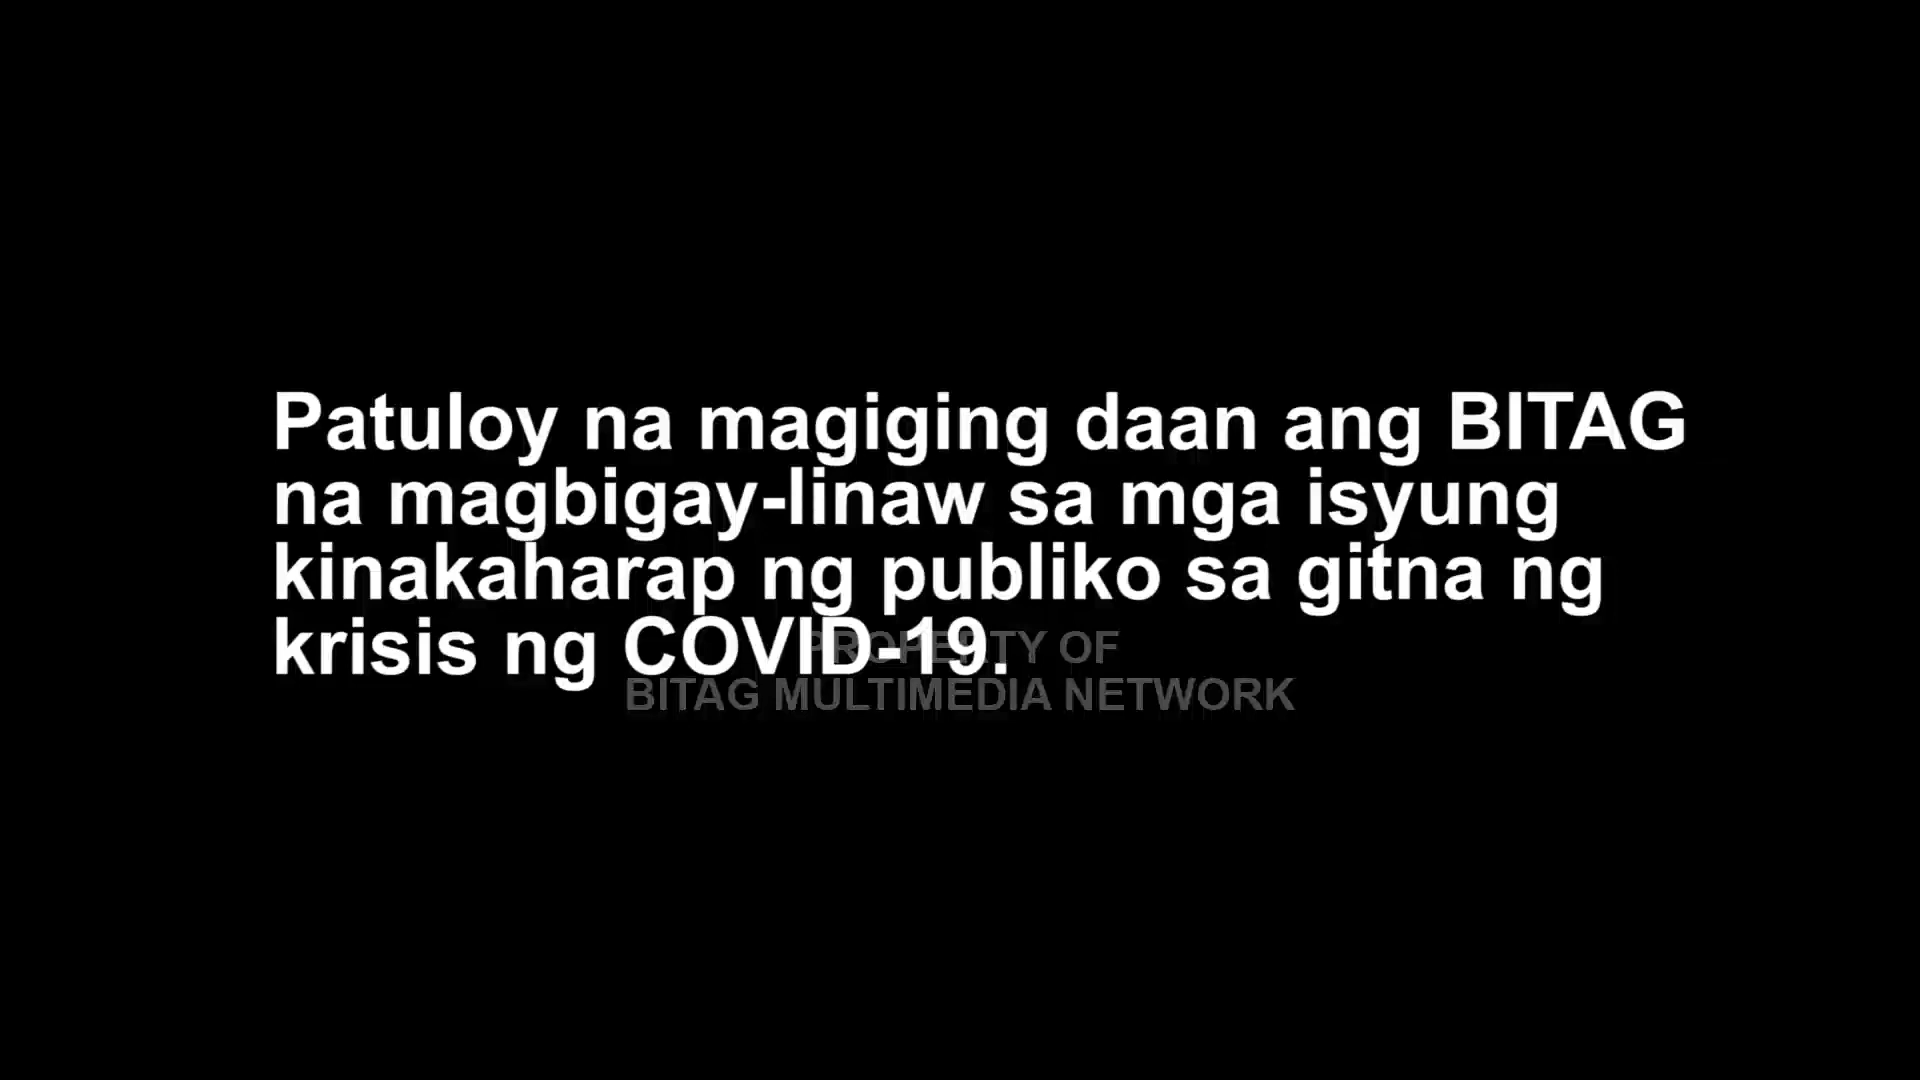 Patuloy na magiging daan ang BITAG
na magbigay-linaw sa mga isyung
kinakaharap ng publiko sa gitna ng
krisis ng COVID-19.
PROPERTY OF
BITAG MULTIMEDIA NETWORK